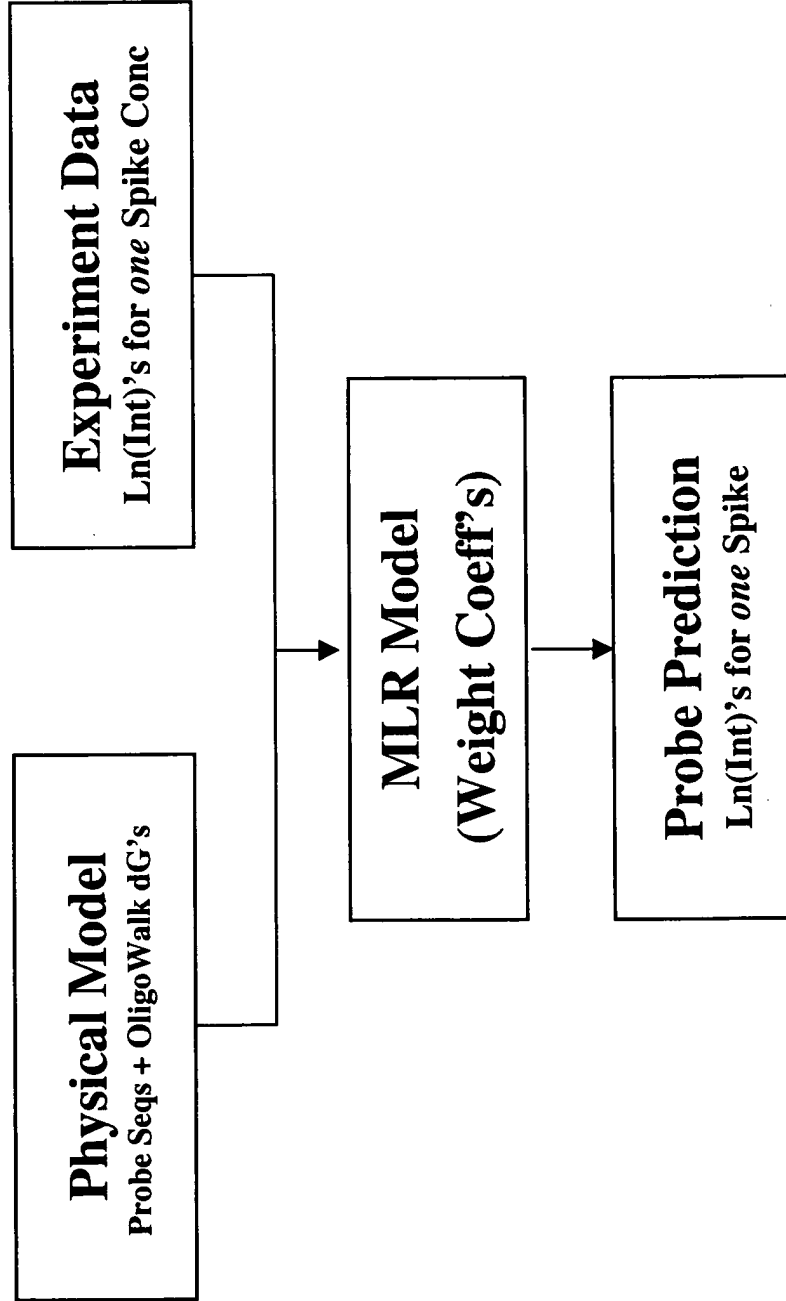 Physical Model
Probe Seqs + OligoWalk dG's
Experiment Data
Ln(Int)'s for one Spike Conc
MLR Model
(Weight Coeff's)
Probe Prediction
Ln(Int)'s for one Spike